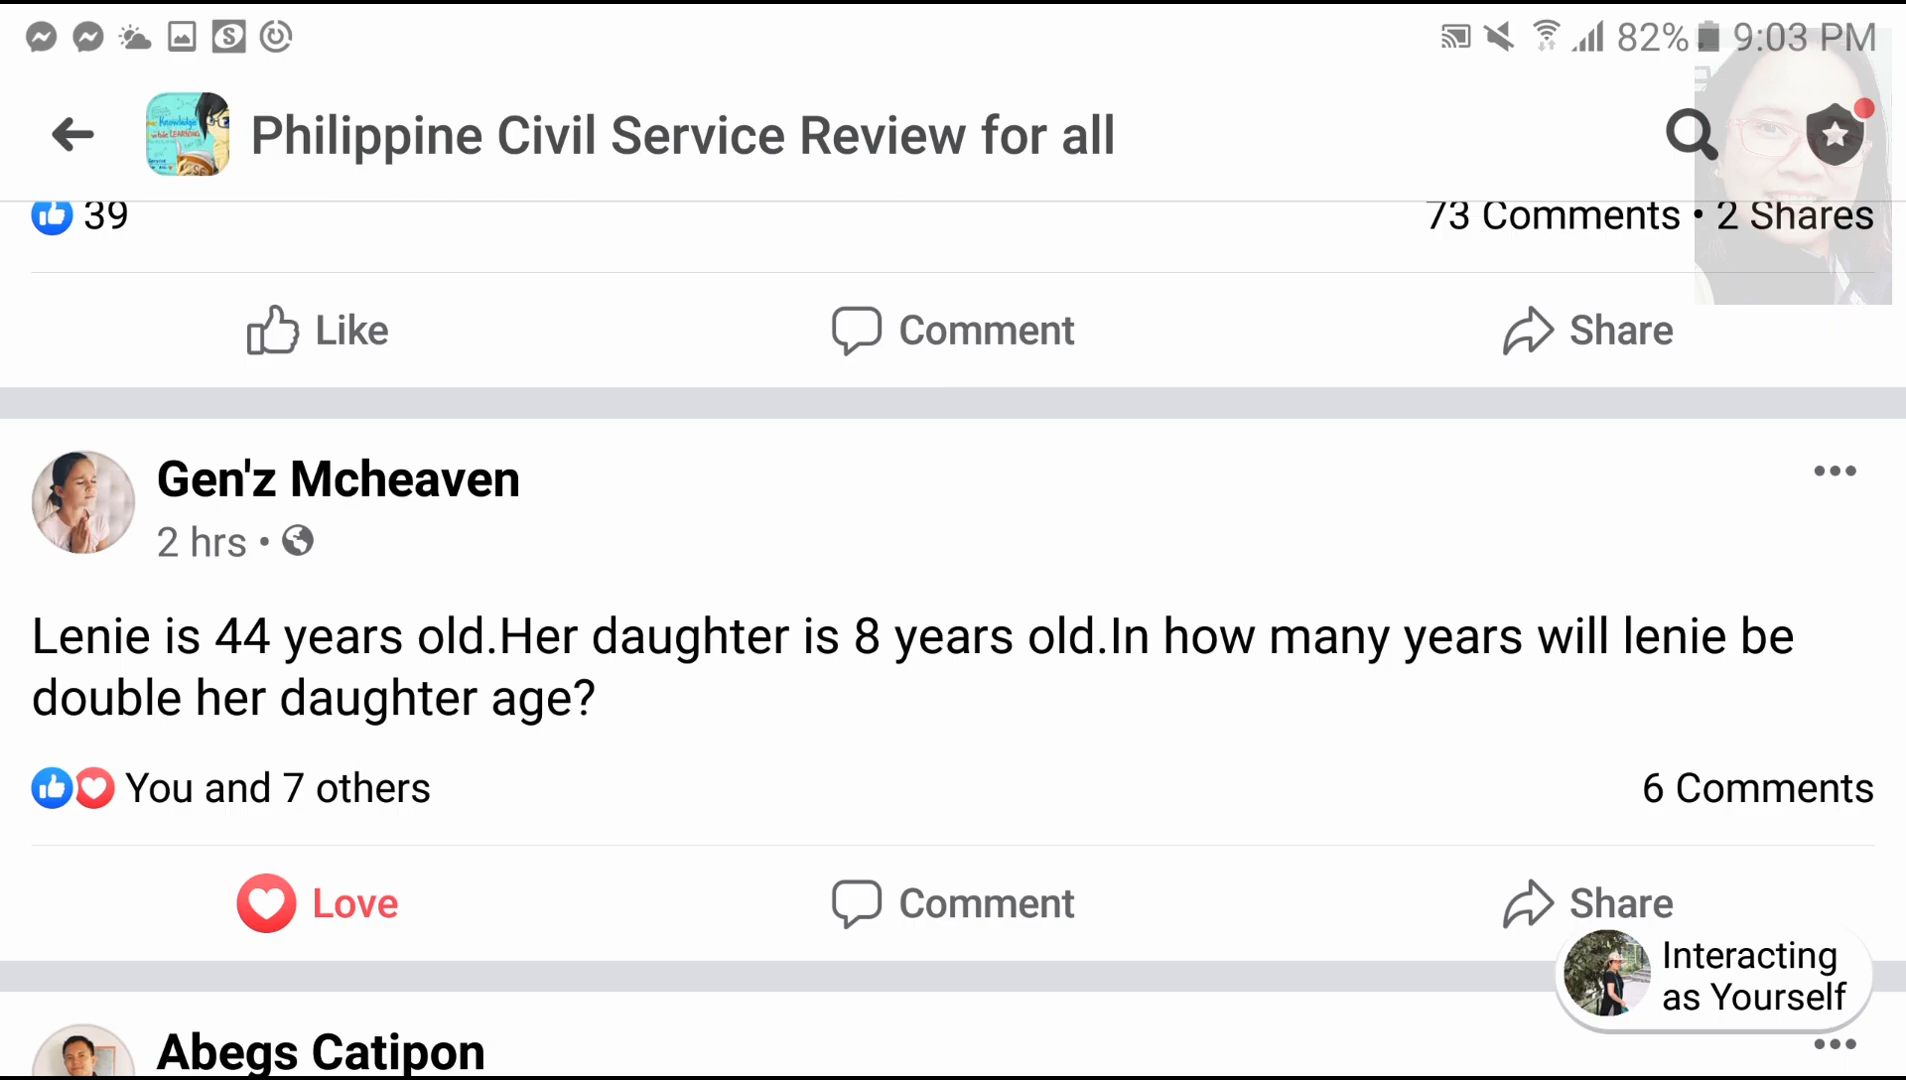 82% 9:03 PM
Philippine Civil Service Review for all
39
73 Comments • 2 Shares
Like
Comment
Share
Gen'z Mcheaven
2 hrs •
Lenie is 44 years old.Her daughter is 8 years old.In how many years will lenie be
double her daughter age?
You and 7 others
6 Comments
Love
Comment
Share
Interacting
as Yourself
Abegs Catipon